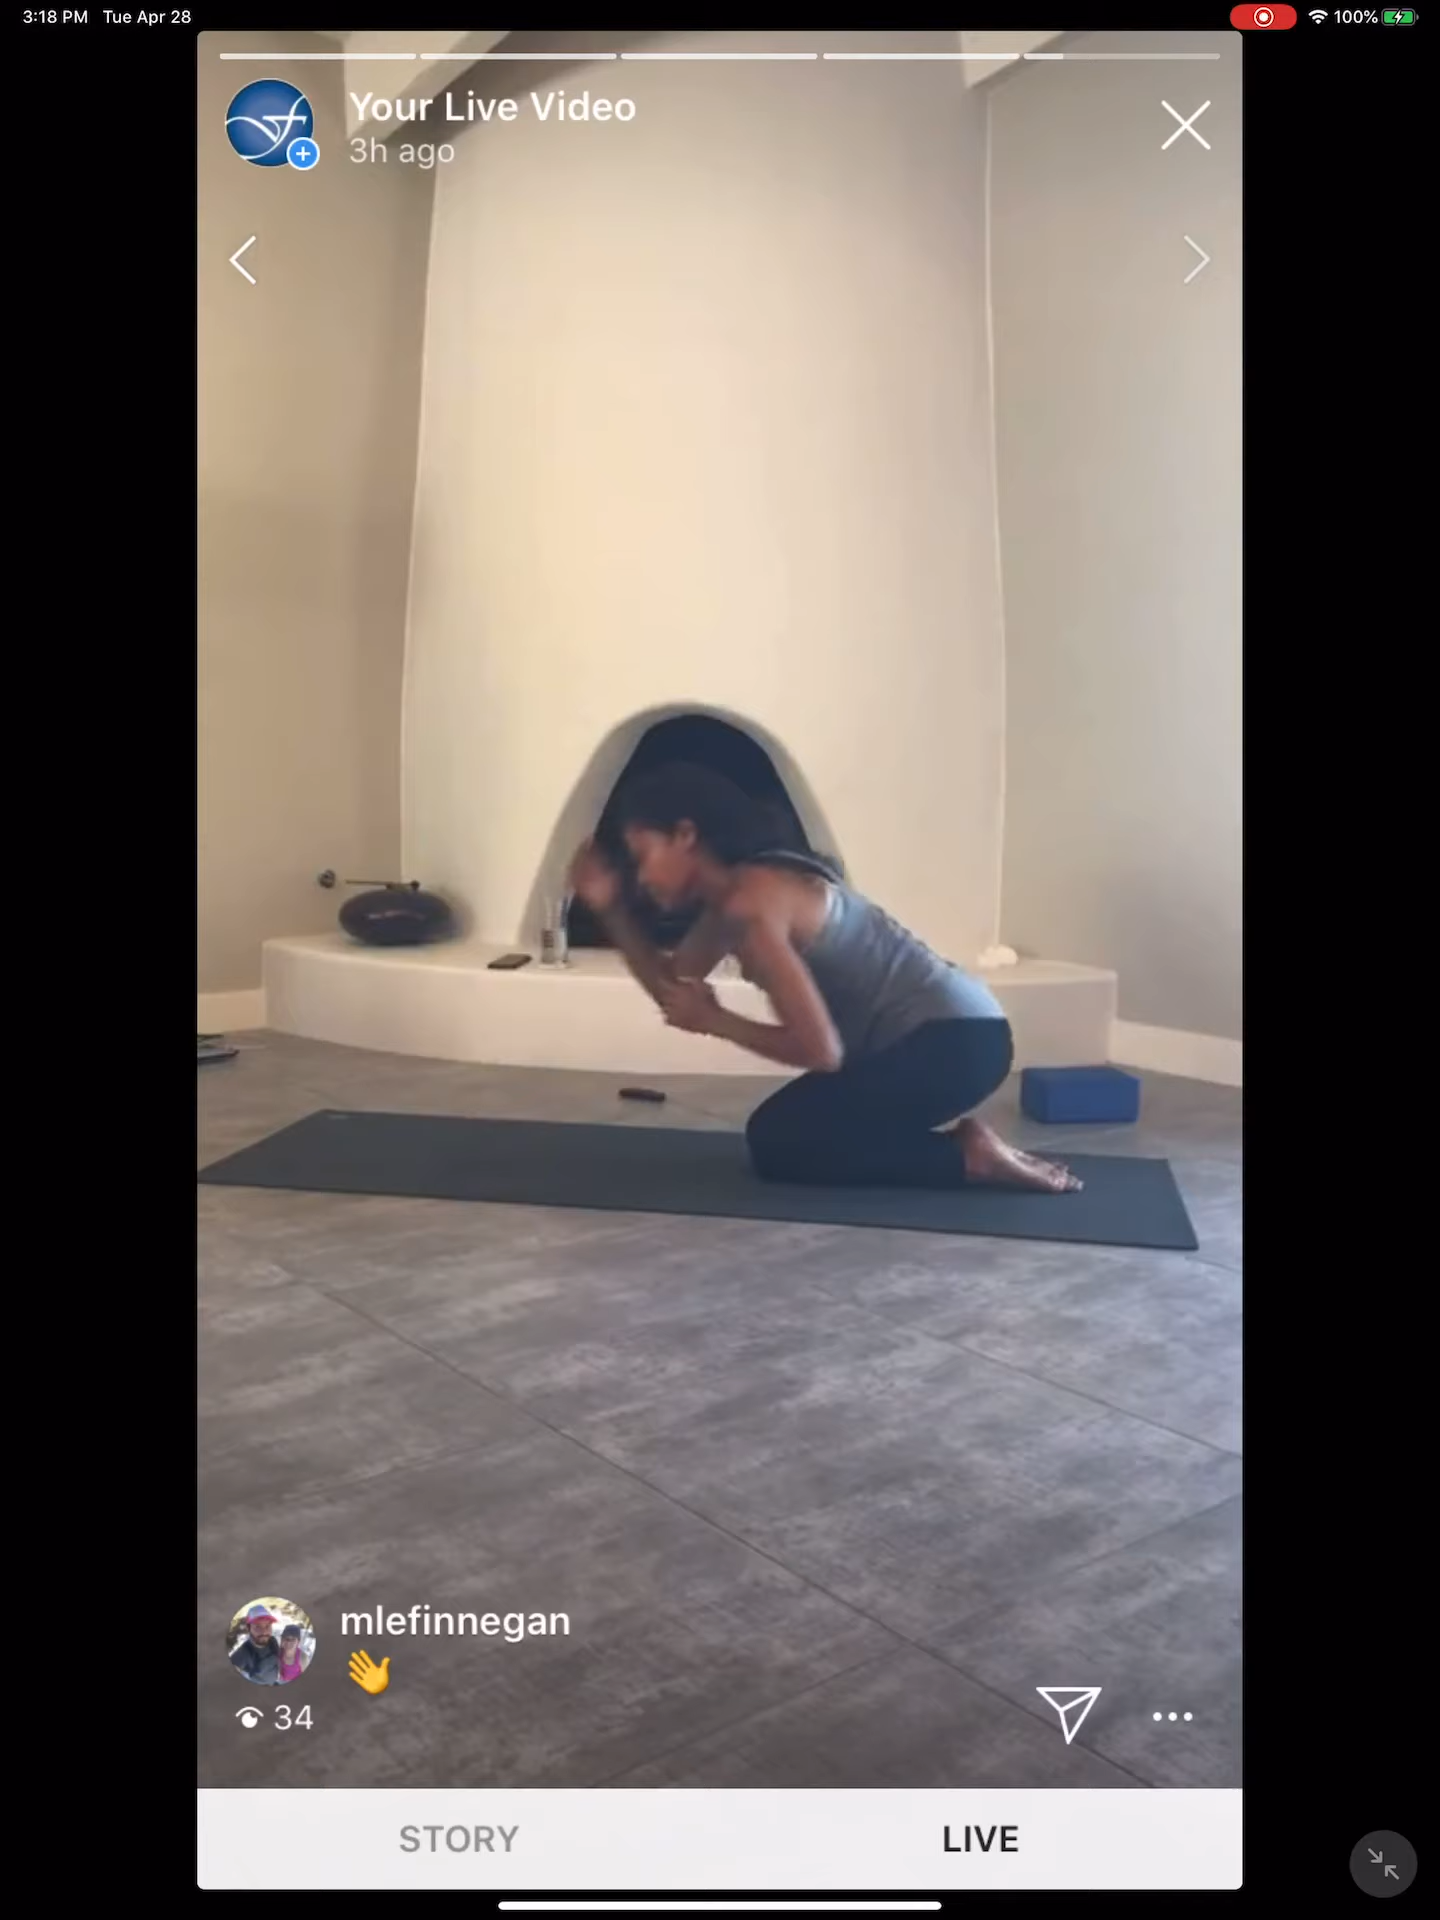 3:18 PM Tue Apr 28
100%
Your Live Video
3h ago
mlefinnegan
👋
34
STORY
LIVE